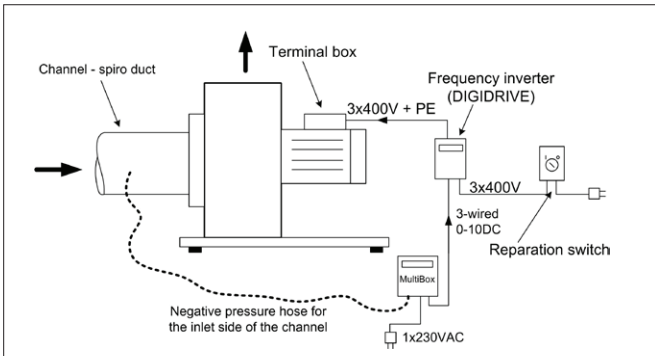 Channel - spiro duct
Terminal box
Frequency inverter
(DIGIDRIVE)
3x400V + PE
3x400V
3-wired
0-10DC
Reparation switch
MultiBox
Negative pressure hose for
the inlet side of the channel
1x230VAC